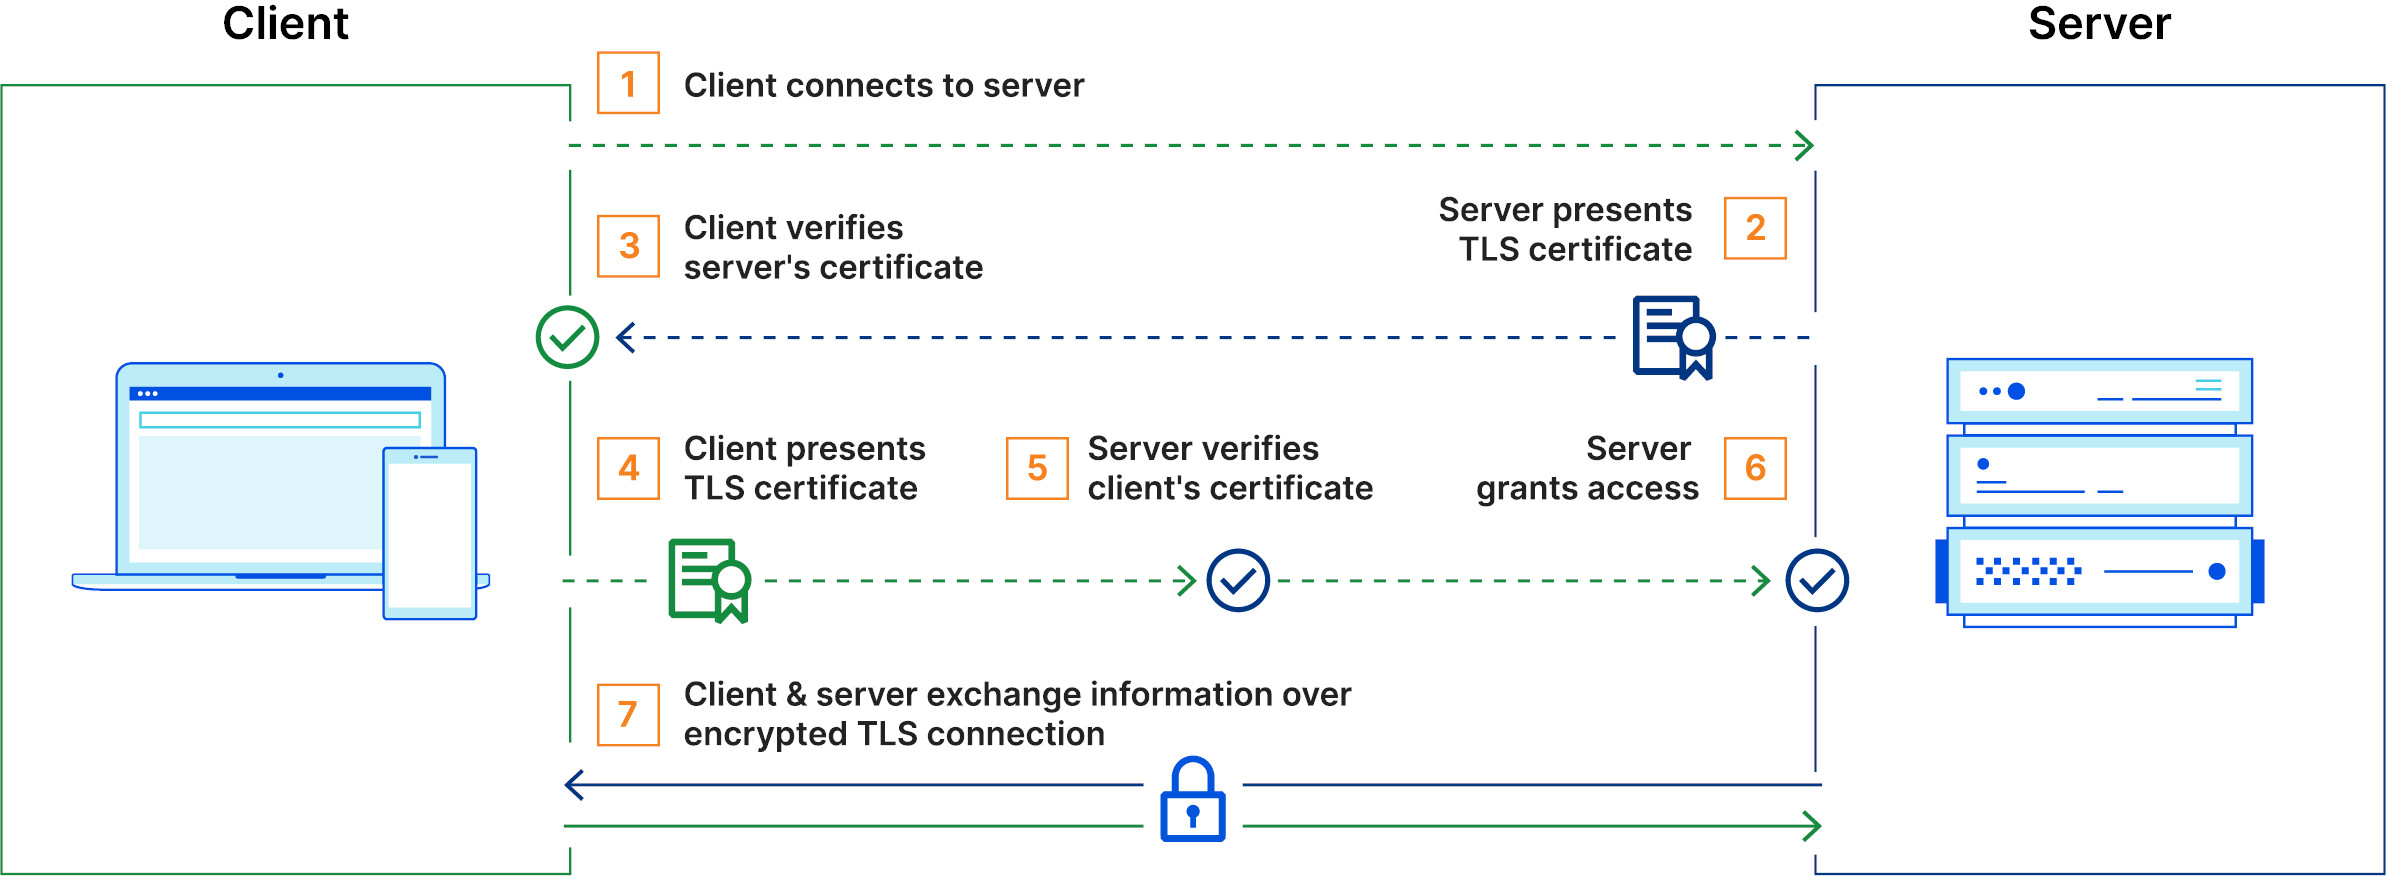 Client
Server
1
Client connects to server
Server presents
TLS certificate
2
3
Client verifies
server's certificate
4
Client presents
TLS certificate
5
Server verifies
client's certificate
Server
grants access
6
7
Client & server exchange information over
encrypted TLS connection